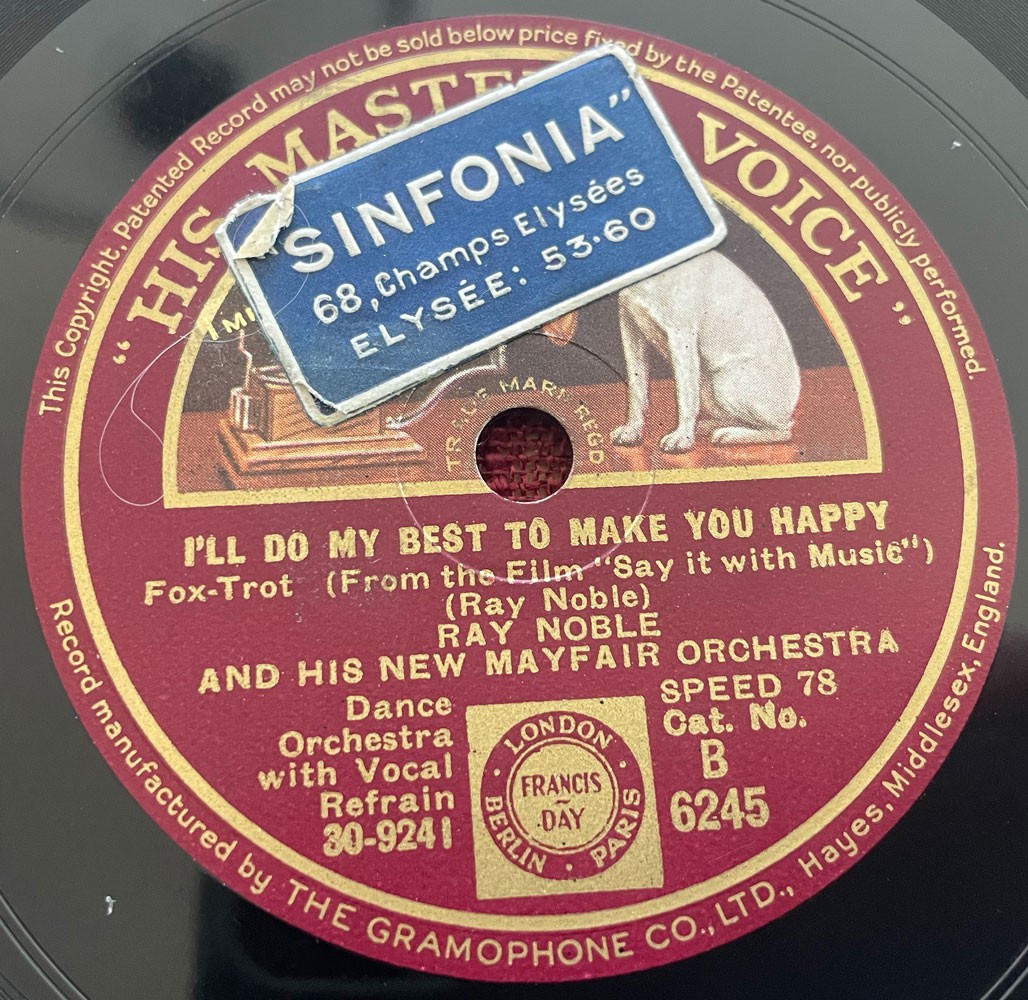 This Copyright, Patented Record may not be sold below price fixed by the Patentee, nor publicly performed.
"HIS MASTE VOICE"
SINFONIA"
68, Champs Elysées
ELYSÉE: 53·60
TRADE MARK REGD
I'LL DO MY BEST TO MAKE YOU HAPPY
Fox-Trot (From the Film "Say it with Music")
(Ray Noble)
RAY NOBLE
AND HIS NEW MAYFAIR ORCHESTRA
Dance
Orchestra
with Vocal
Refrain
30-9241
LONDON
FRANCIS
DAY
BERLIN · PARIS
SPEED 78
Cat. No.
B
6245
Record manufactured by THE GRAMOPHONE CO., LTD., Hayes, Middlesex, England.